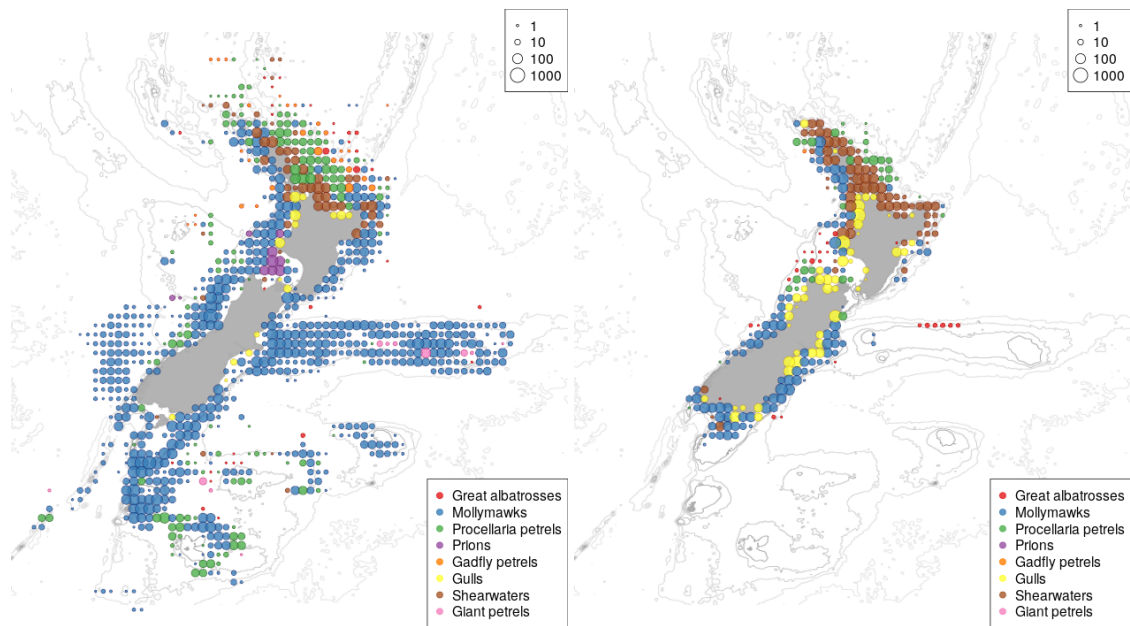 1
10
100
1000
Great albatrosses
Mollymawks
Procellaria petrels
Prions
Gadfly petrels
Gulls
Shearwaters
Giant petrels
1
10
100
1000
Great albatrosses
Mollymawks
Procellaria petrels
Prions
Gadfly petrels
Gulls
Shearwaters
Giant petrels